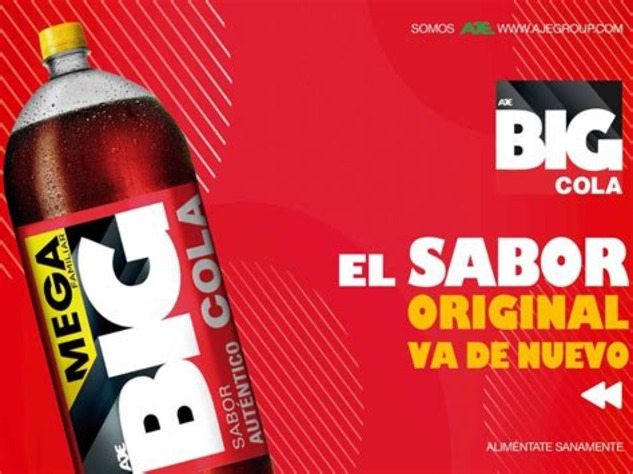 SOMOS AJE WWW.AJEGROUP.COM
AJE
BIG
COLA
MEGA
FAMILIAR
AJE
BIG
COLA
SABOR
AUTÉNTICO
EL SABOR
ORIGINAL
VA DE NUEVO
ALIMÉNTATE SANAMENTE